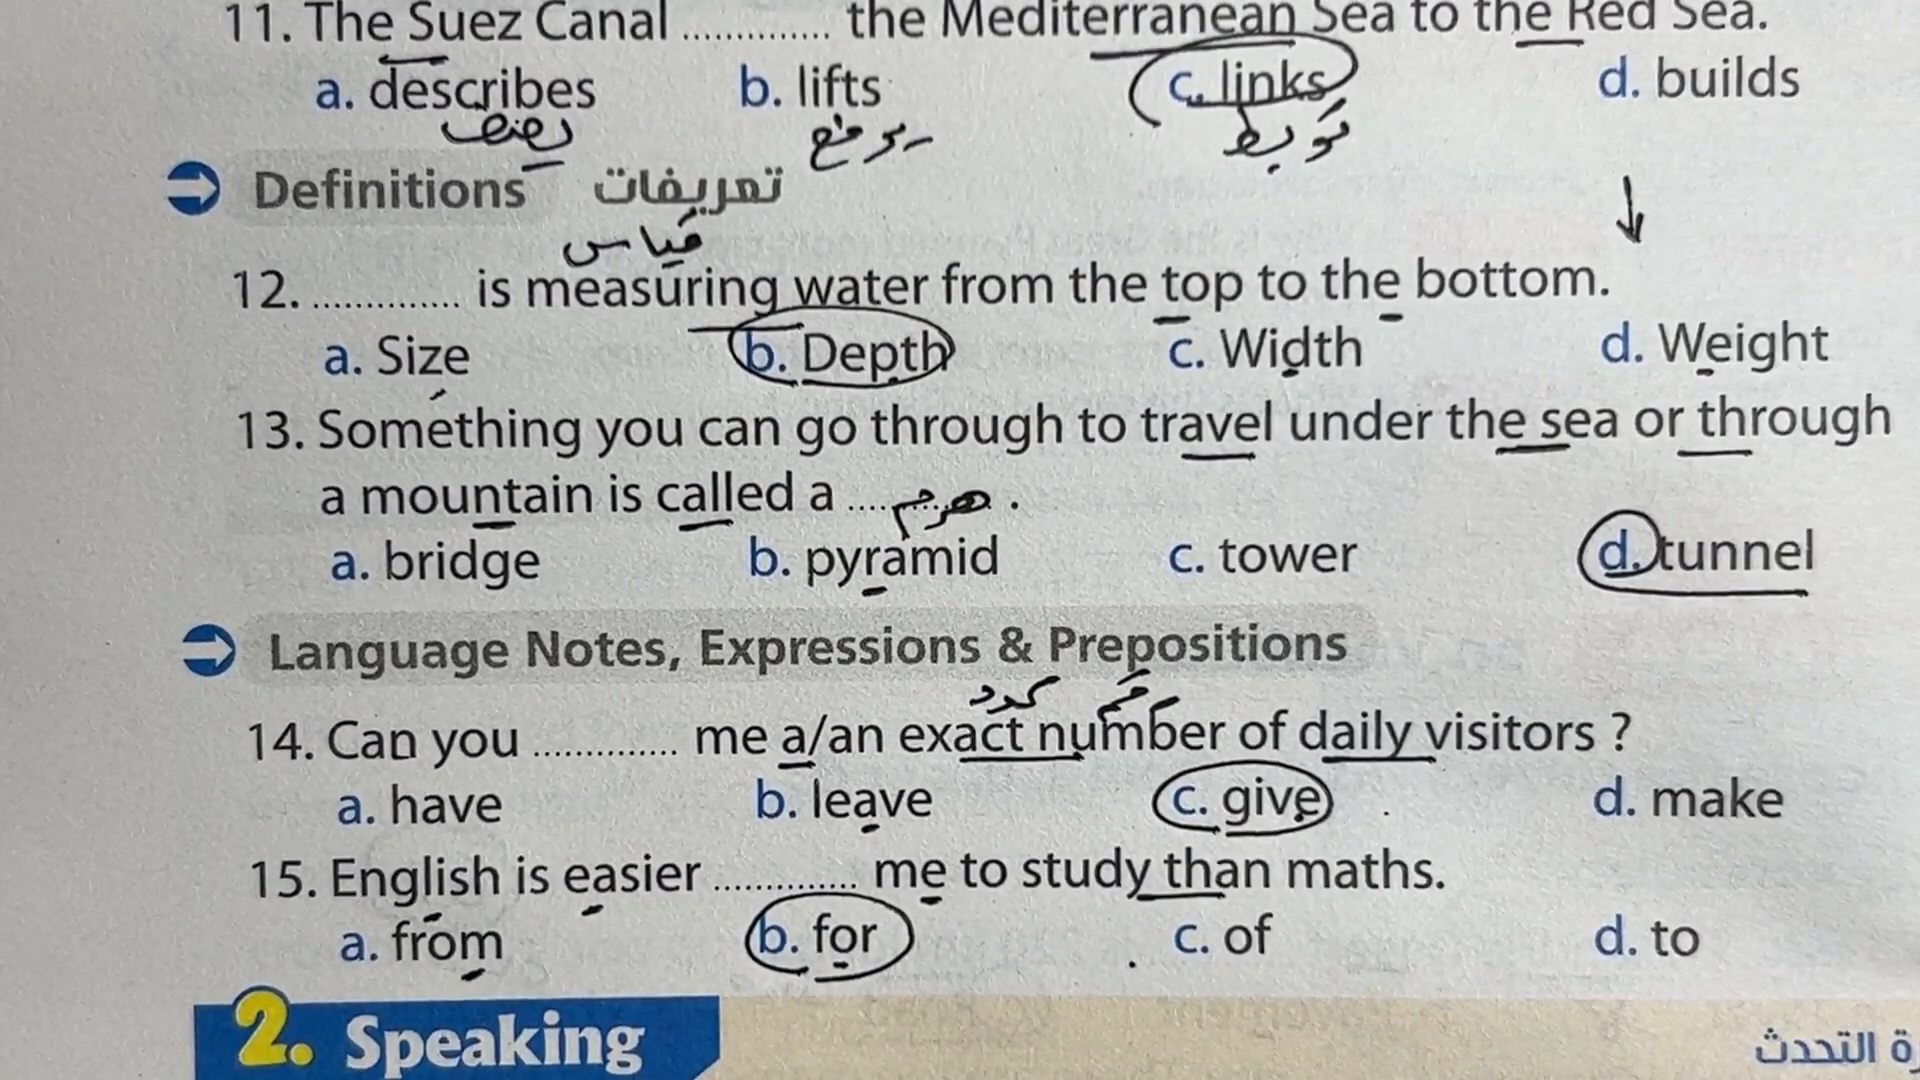 11. The Suez Canal .............. the Mediterranean Sea to the Red Sea.
a. describes b. lifts c. links d. builds
يصف يرفع تربط
Definitions تعريفات
قياس
12. .............. is measuring water from the top to the bottom.
a. Size b. Depth c. Width d. Weight
13. Something you can go through to travel under the sea or through
a mountain is called a .............. .
هرم
a. bridge b. pyramid c. tower d. tunnel
Language Notes, Expressions & Prepositions
14. Can you .............. me a/an exact number of daily visitors ?
a. have b. leave c. give d. make
15. English is easier .............. me to study than maths.
a. from b. for c. of d. to
2. Speaking
التحدث